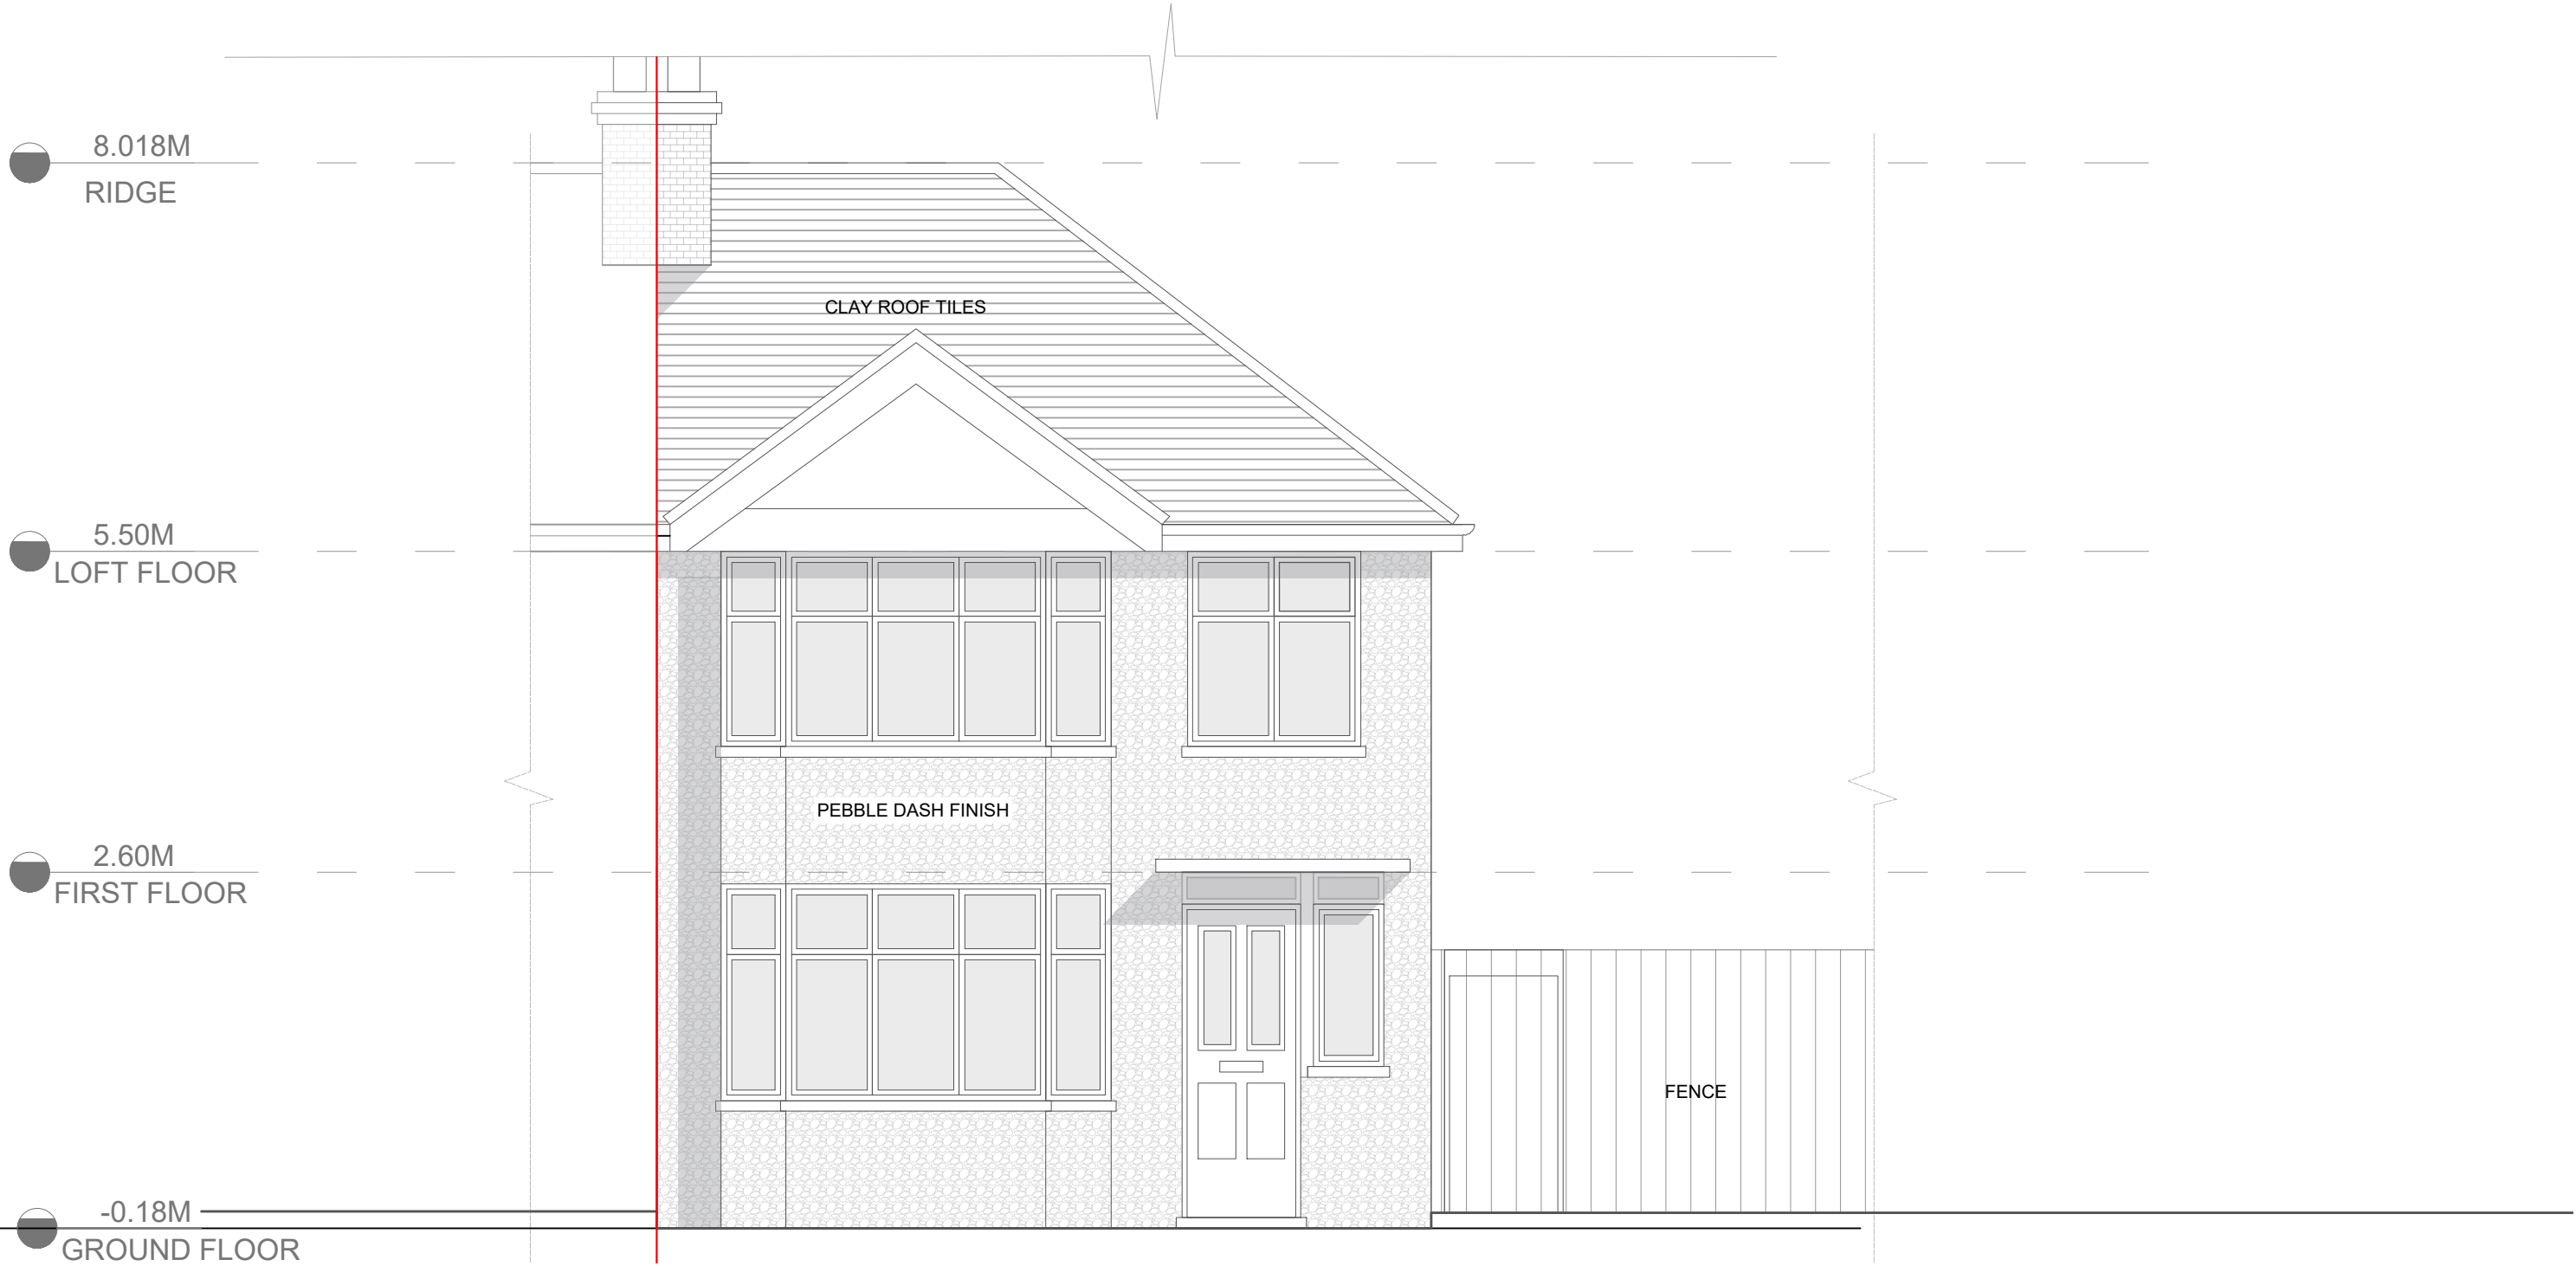 8.018M
RIDGE
CLAY ROOF TILES
5.50M
LOFT FLOOR
PEBBLE DASH FINISH
2.60M
FIRST FLOOR
FENCE
-0.18M
GROUND FLOOR